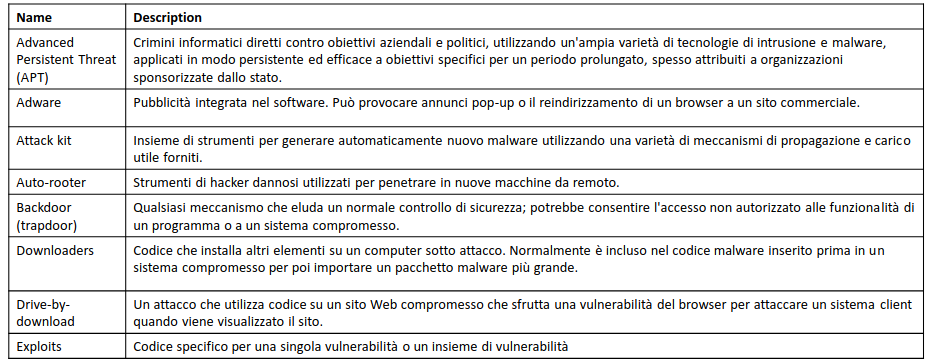 Name Description
Advanced Persistent Threat (APT) Crimini informatici diretti contro obiettivi aziendali e politici, utilizzando un'ampia varietà di tecnologie di intrusione e malware,
applicati in modo persistente ed efficace a obiettivi specifici per un periodo prolungato, spesso attribuiti a organizzazioni
sponsorizzate dallo stato.
Adware Pubblicità integrata nel software. Può provocare annunci pop-up o il reindirizzamento di un browser a un sito commerciale.
Attack kit Insieme di strumenti per generare automaticamente nuovo malware utilizzando una varietà di meccanismi di propagazione e carico
utile forniti.
Auto-rooter Strumenti di hacker dannosi utilizzati per penetrare in nuove macchine da remoto.
Backdoor (trapdoor) Qualsiasi meccanismo che eluda un normale controllo di sicurezza; potrebbe consentire l'accesso non autorizzato alle funzionalità di
un programma o a un sistema compromesso.
Downloaders Codice che installa altri elementi su un computer sotto attacco. Normalmente è incluso nel codice malware inserito prima in un
sistema compromesso per poi importare un pacchetto malware più grande.
Drive-by-download Un attacco che utilizza codice su un sito Web compromesso che sfrutta una vulnerabilità del browser per attaccare un sistema client
quando viene visualizzato il sito.
Exploits Codice specifico per una singola vulnerabilità o un insieme di vulnerabilità